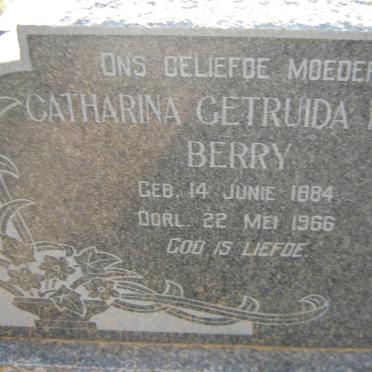 ONS GELIEFDE MOEDER
CATHARINA GETRUIDA
BERRY
GEB. 14 JUNIE 1884
OORL. 22 MEI 1966
GOD IS LIEFDE.